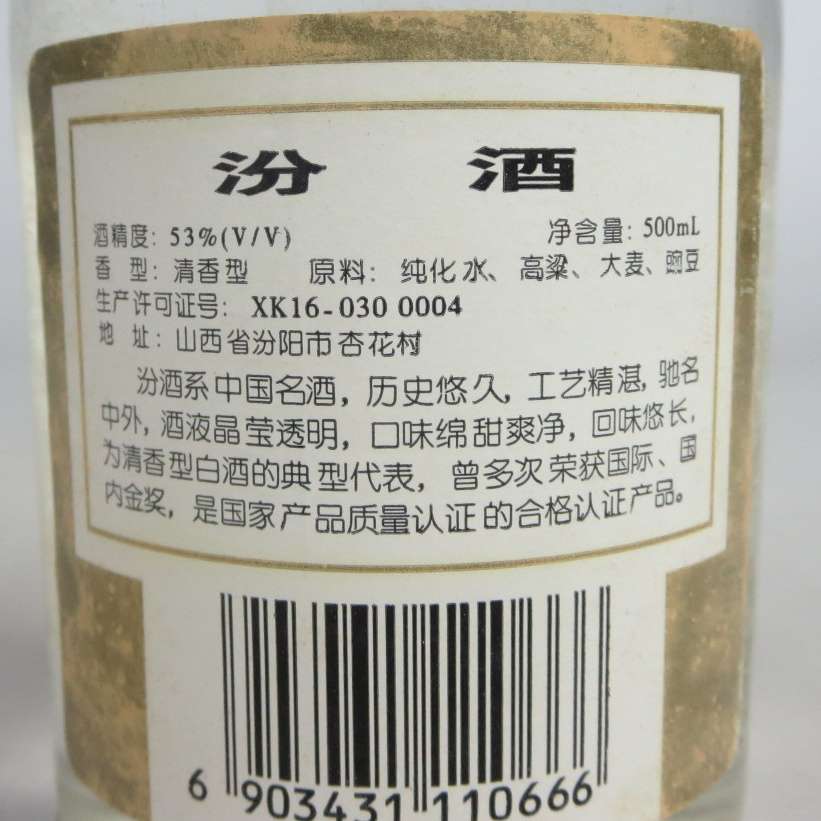 汾酒
酒精度：53%(V/V) 净含量：500mL
香型：清香型 原料：纯化水、高粱、大麦、豌豆
生产许可证号：XK16-030 0004
地址：山西省汾阳市杏花村
汾酒系中国名酒，历史悠久，工艺精湛，驰名
中外，酒液晶莹透明，口味绵甜爽净，回味悠长，
为清香型白酒的典型代表，曾多次荣获国际、国
内金奖，是国家产品质量认证的合格认证产品。
6 903431 110666